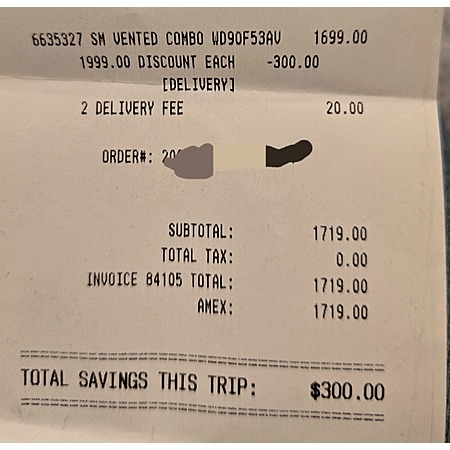 6635327 SM VENTED COMBO WD90F53AV 1699.00
1999.00 DISCOUNT EACH -300.00
[DELIVERY]
2 DELIVERY FEE 20.00
ORDER#:
SUBTOTAL: 1719.00
TOTAL TAX: 0.00
INVOICE 84105 TOTAL: 1719.00
AMEX: 1719.00
TOTAL SAVINGS THIS TRIP: $300.00